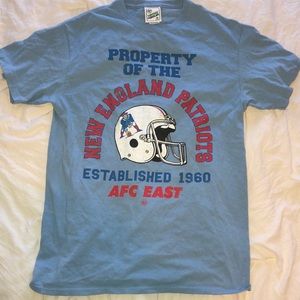 PROPERTY
OF THE
NEW ENGLAND PATRIOTS
ESTABLISHED 1960
AFC EAST